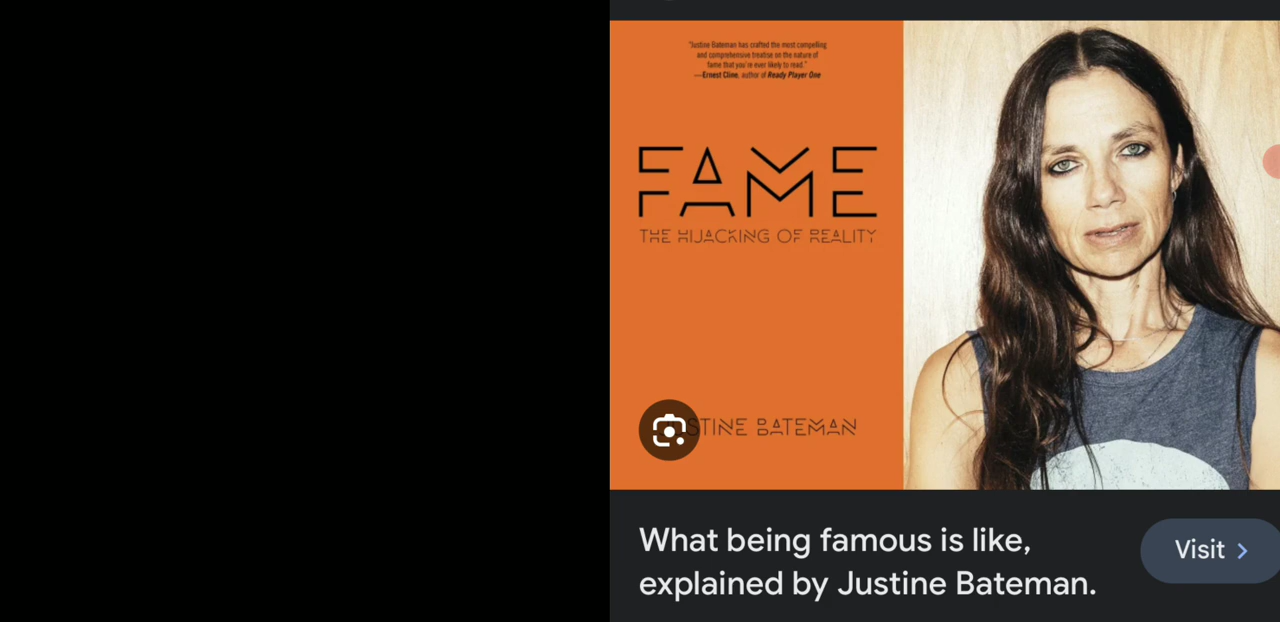 "Justine Bateman has crafted the most compelling
and comprehensive treatise on the nature of
fame that you're ever likely to read."
—Ernest Cline, author of Ready Player One
FAME
THE HIJACKING OF REALITY
STINE BATEMAN
What being famous is like,
explained by Justine Bateman.
Visit